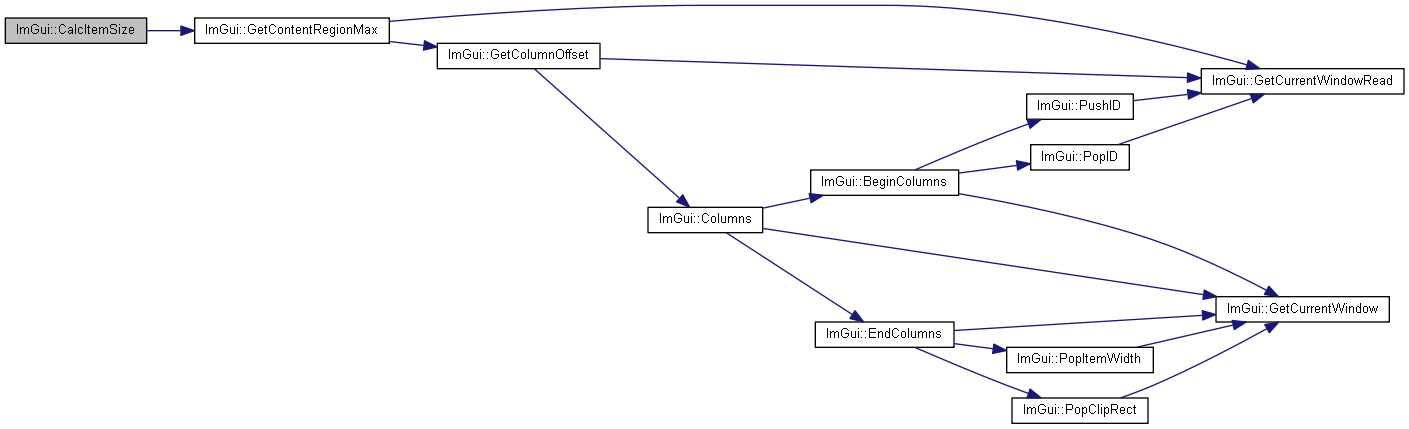 ImGui::CalcItemSize
ImGui::GetContentRegionMax
ImGui::GetColumnOffset
ImGui::GetCurrentWindowRead
ImGui::PushID
ImGui::PopID
ImGui::BeginColumns
ImGui::Columns
ImGui::GetCurrentWindow
ImGui::EndColumns
ImGui::PopItemWidth
ImGui::PopClipRect